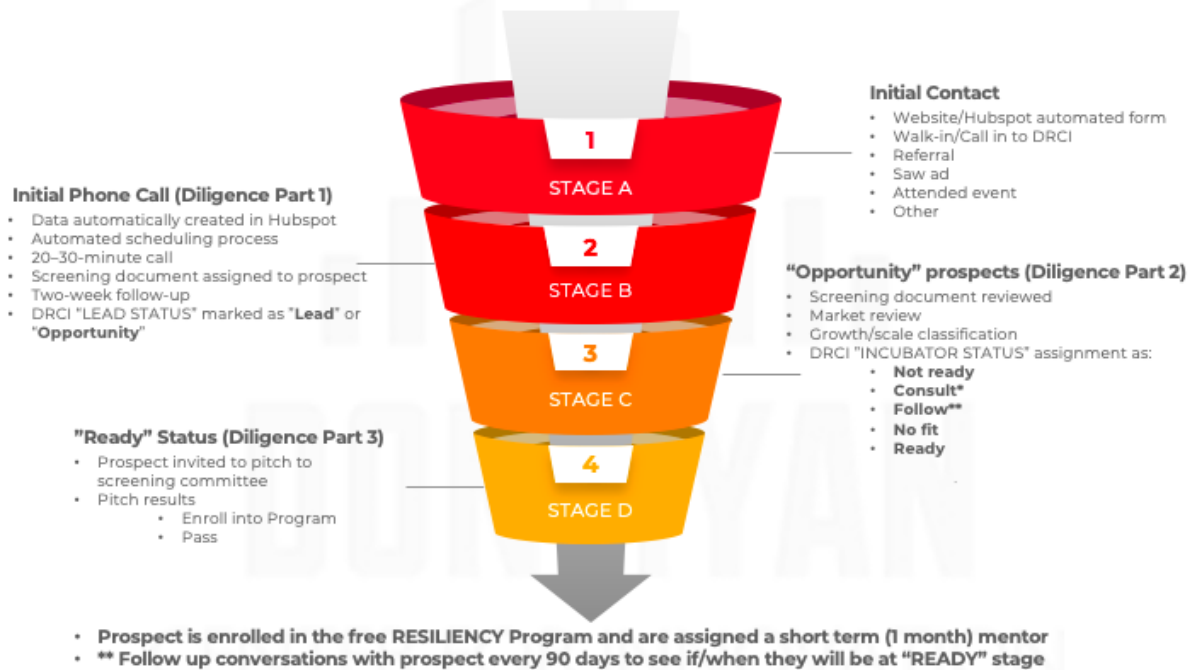 1
STAGE A
Initial Contact
• Website/Hubspot automated form
• Walk-in/Call in to DRCI
• Referral
• Saw ad
• Attended event
• Other
Initial Phone Call (Diligence Part 1)
• Data automatically created in Hubspot
• Automated scheduling process
• 20–30-minute call
• Screening document assigned to prospect
• Two-week follow-up
• DRCI "LEAD STATUS" marked as "Lead" or
"Opportunity"
2
STAGE B
"Opportunity" prospects (Diligence Part 2)
• Screening document reviewed
• Market review
• Growth/scale classification
• DRCI "INCUBATOR STATUS" assignment as:
• Not ready
• Consult*
• Follow**
• No fit
• Ready
3
STAGE C
"Ready" Status (Diligence Part 3)
• Prospect invited to pitch to
screening committee
• Pitch results
• Enroll into Program
• Pass
4
STAGE D
• Prospect is enrolled in the free RESILIENCY Program and are assigned a short term (1 month) mentor
• ** Follow up conversations with prospect every 90 days to see if/when they will be at "READY" stage